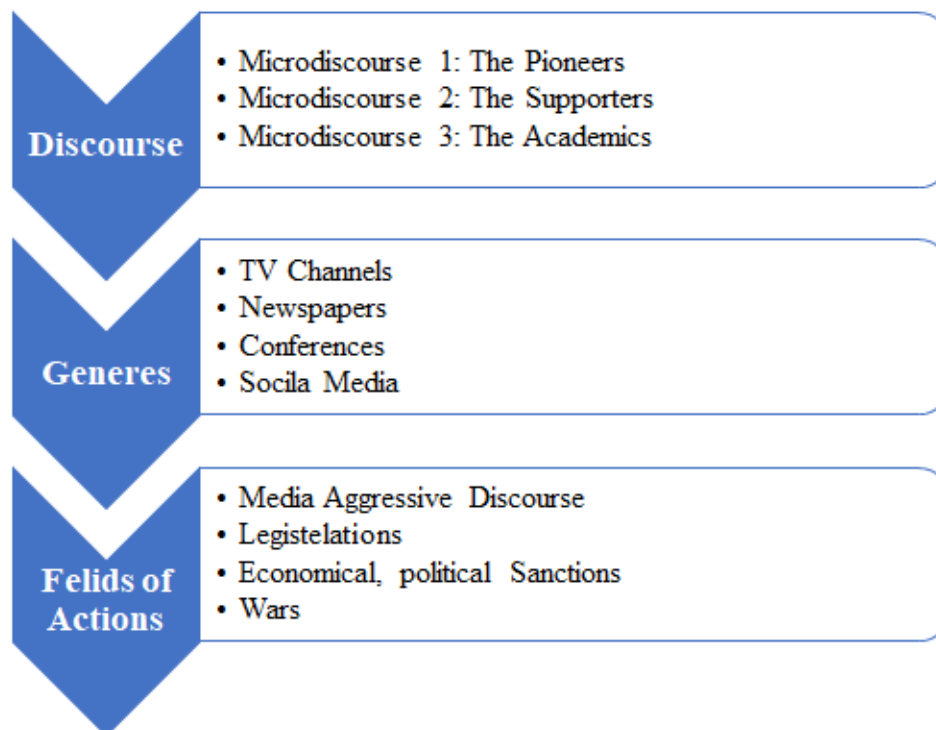 Discourse
• Microdiscourse 1: The Pioneers
• Microdiscourse 2: The Supporters
• Microdiscourse 3: The Academics
Generes
• TV Channels
• Newspapers
• Conferences
• Socila Media
Felids of
Actions
• Media Aggressive Discourse
• Legistelations
• Economical, political Sanctions
• Wars